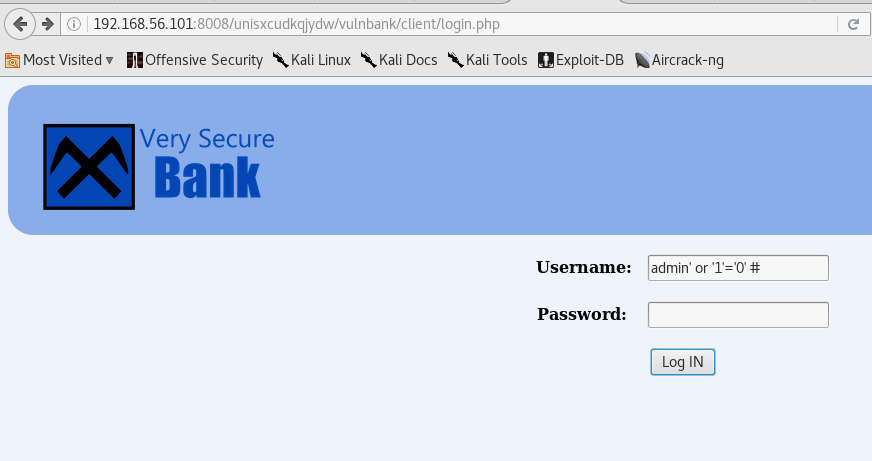 192.168.56.101:8008/unisxcudkqjydw/vulnbank/client/login.php
Most Visited Offensive Security Kali Linux Kali Docs Kali Tools Exploit-DB Aircrack-ng
Very Secure
Bank
Username: admin' or '1'='0' #
Password:
Log IN